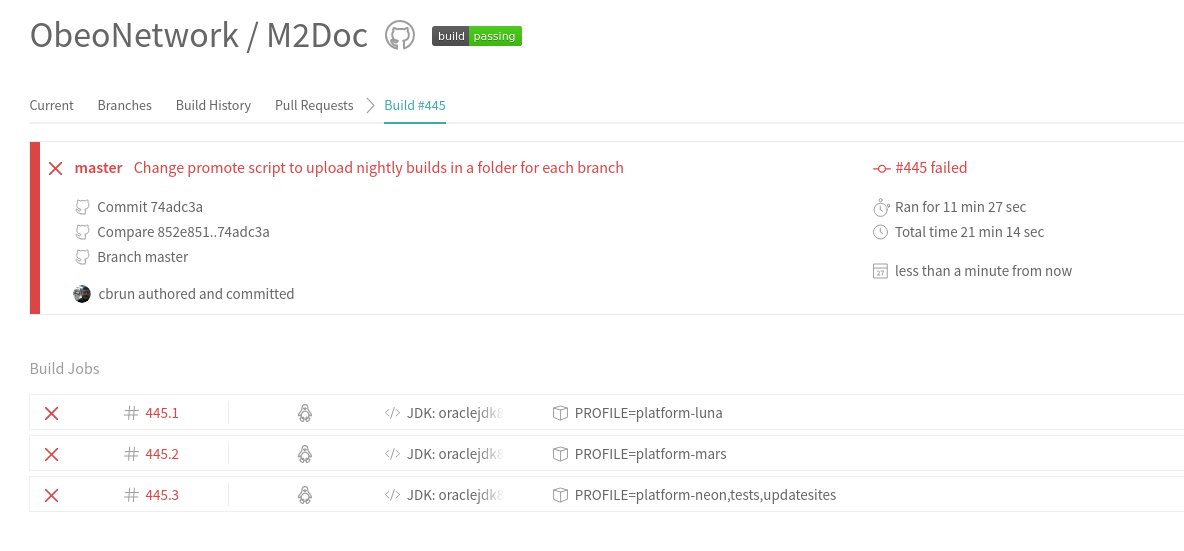 ObeoNetwork / M2Doc build passing
Current Branches Build History Pull Requests Build #445
master Change promote script to upload nightly builds in a folder for each branch
#445 failed
Commit 74adc3a
Ran for 11 min 27 sec
Compare 852e851..74adc3a
Total time 21 min 14 sec
Branch master
27 less than a minute from now
cbrun authored and committed
Build Jobs
# 445.1 </> JDK: oraclejdk8 PROFILE=platform-luna
# 445.2 </> JDK: oraclejdk8 PROFILE=platform-mars
# 445.3 </> JDK: oraclejdk8 PROFILE=platform-neon,tests,updatesites